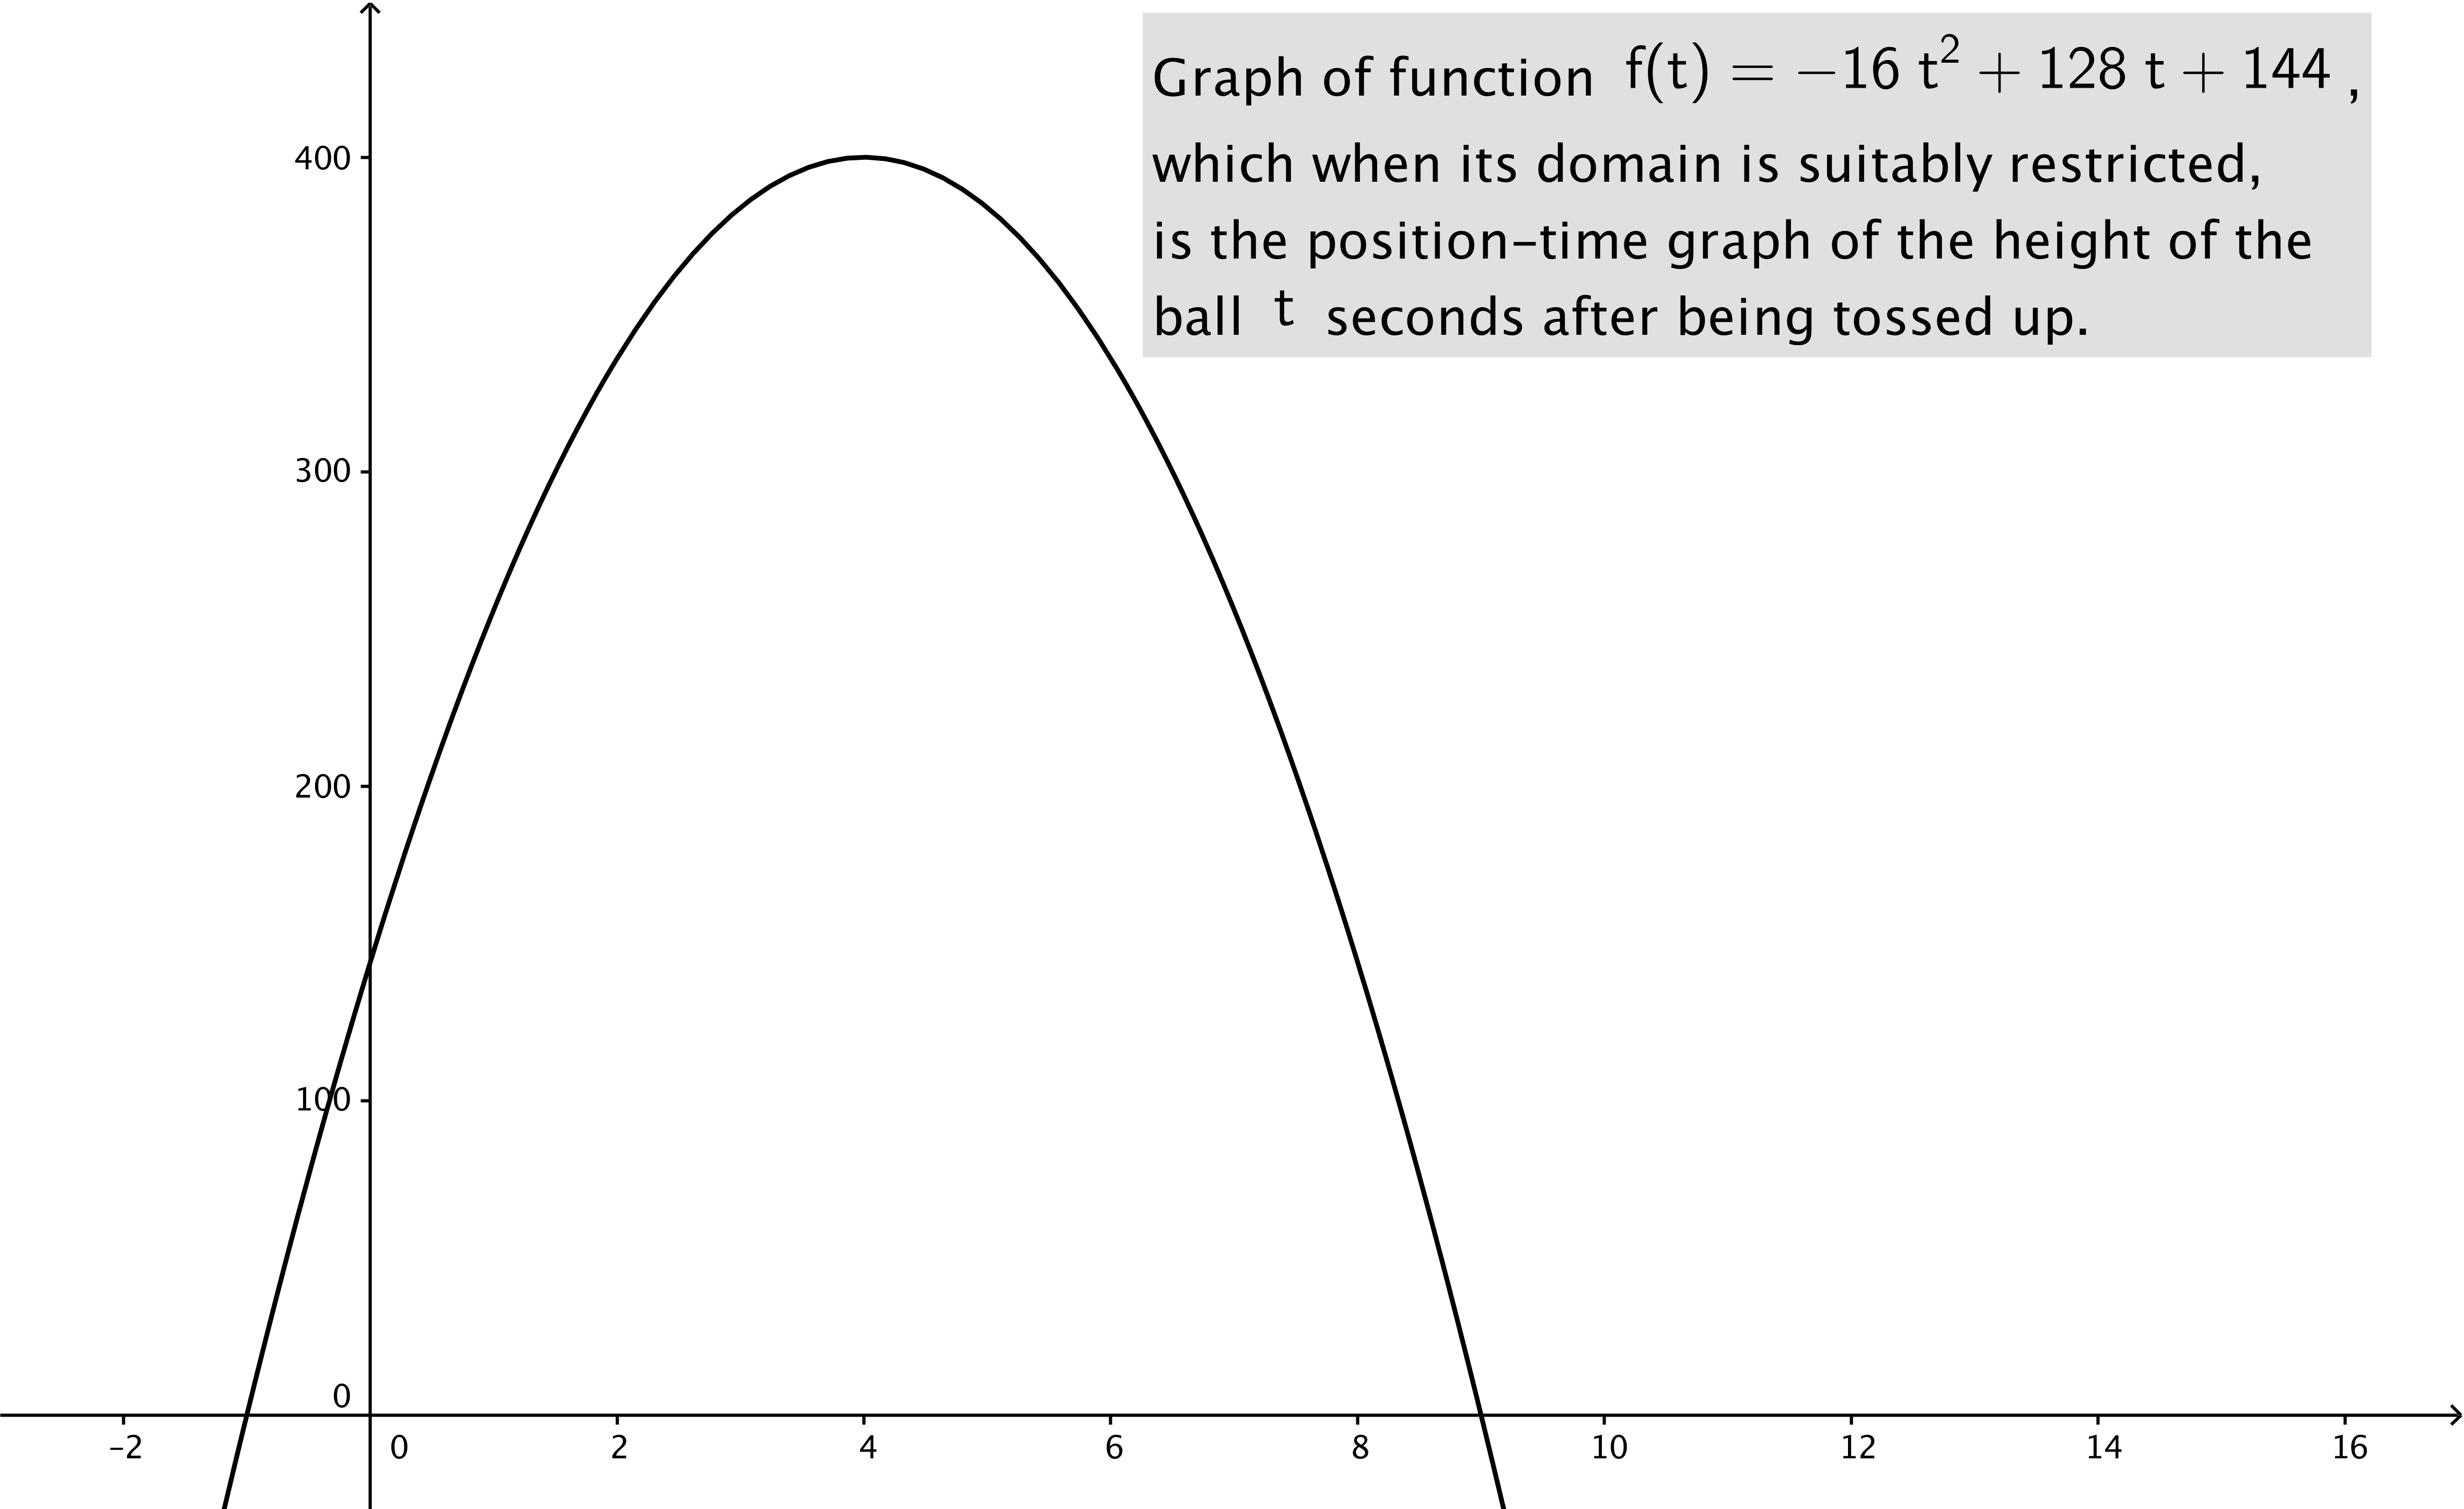 Graph of function f(t) = −16 t² + 128 t + 144 ,
which when its domain is suitably restricted,
is the position–time graph of the height of the
ball t seconds after being tossed up.
400
300
200
100
0
−2 0 2 4 6 8 10 12 14 16